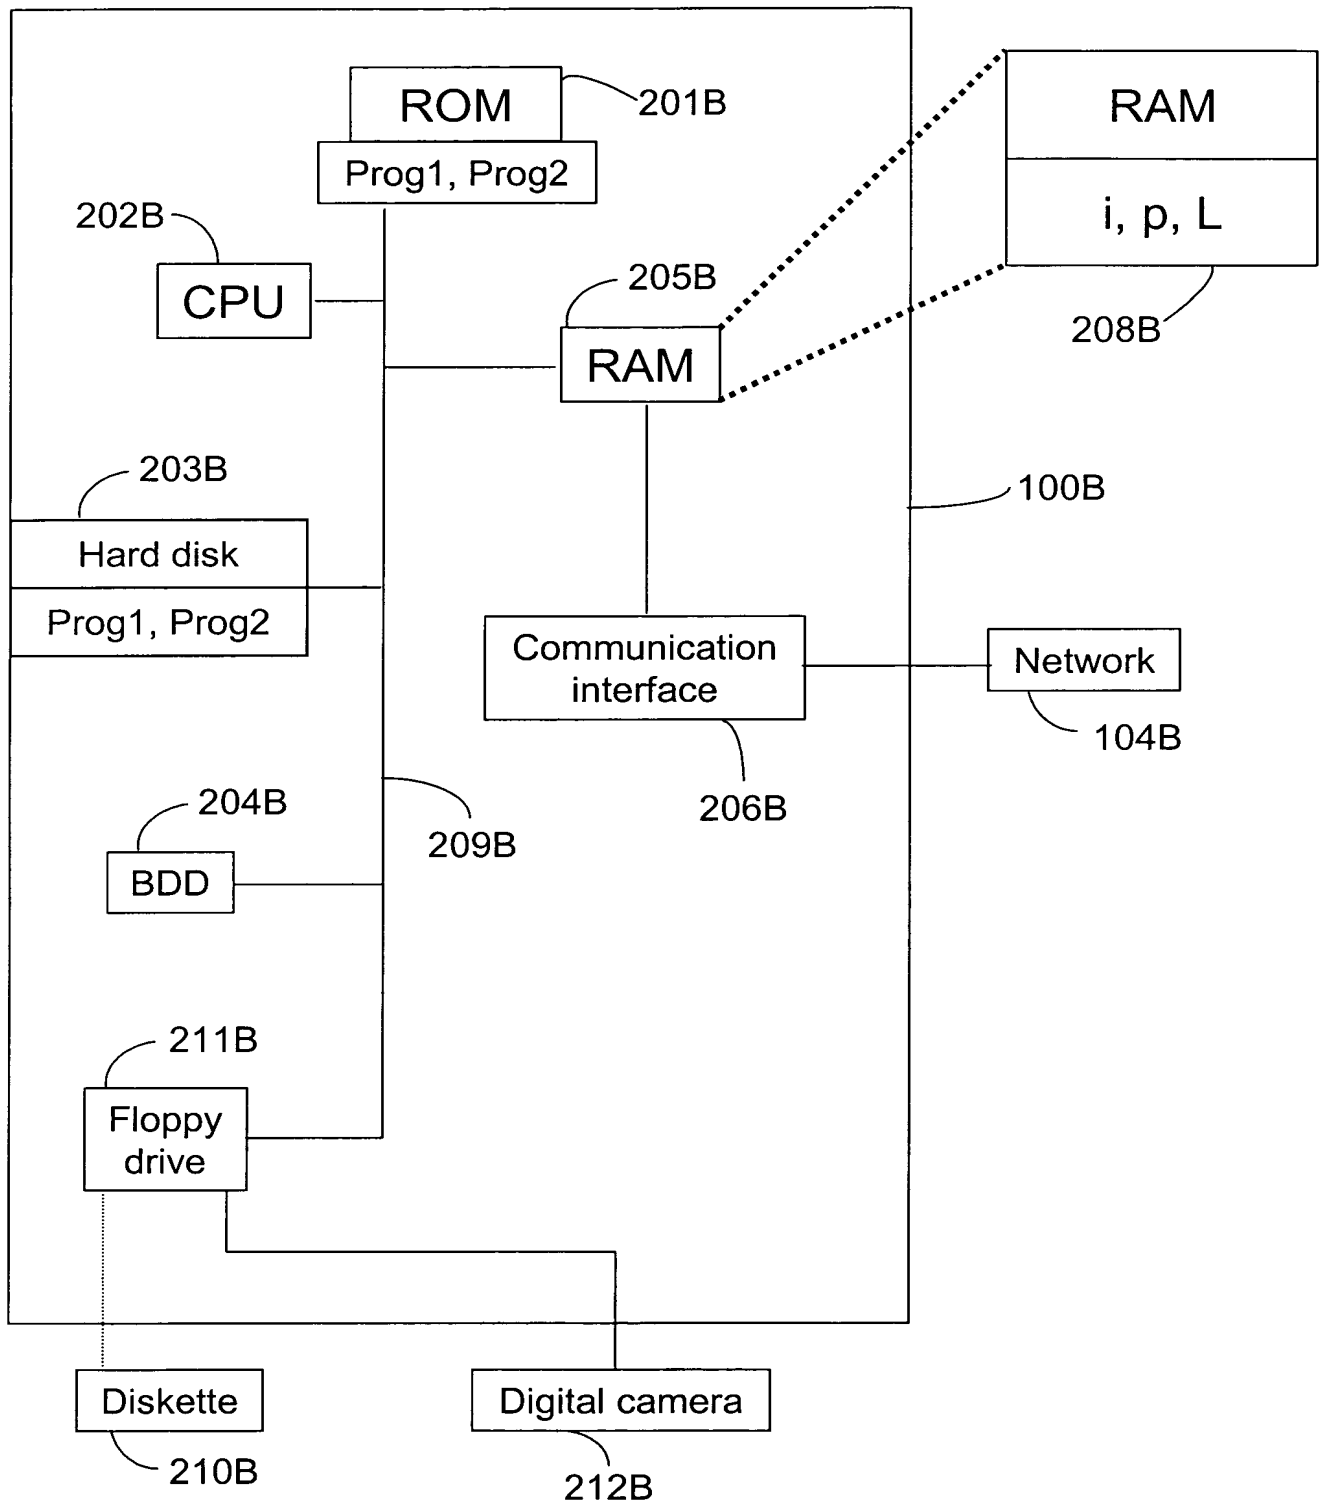 ROM
201B
RAM
Prog1, Prog2
i, p, L
202B
CPU
205B
RAM
208B
203B
100B
Hard disk
Prog1, Prog2
Communication
interface
Network
104B
204B
206B
209B
BDD
211B
Floppy
drive
Diskette
Digital camera
210B
212B